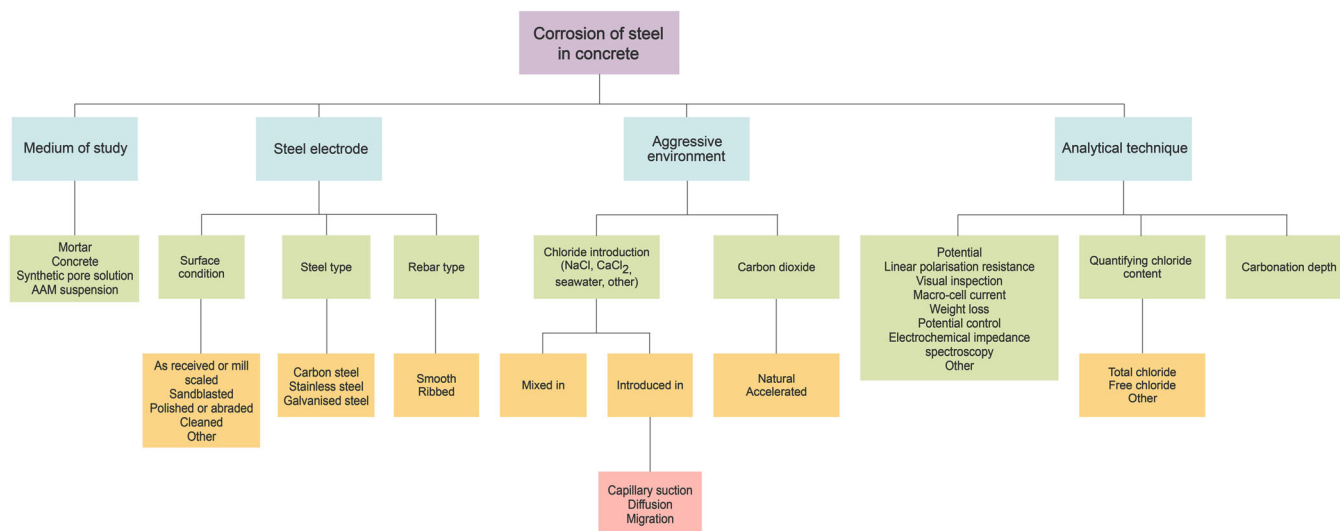 Corrosion of steel
in concrete
Medium of study
Steel electrode
Aggressive
environment
Analytical technique
Mortar
Concrete
Synthetic pore solution
AAM suspension
Surface
condition
Steel type
Rebar type
Chloride introduction
(NaCl, CaCl2,
seawater, other)
Carbon dioxide
Potential
Linear polarisation resistance
Visual inspection
Macro-cell current
Weight loss
Potential control
Electrochemical impedance
spectroscopy
Other
Quantifying chloride
content
Carbonation depth
As received or mill
scaled
Sandblasted
Polished or abraded
Cleaned
Other
Carbon steel
Stainless steel
Galvanised steel
Smooth
Ribbed
Mixed in
Introduced in
Natural
Accelerated
Total chloride
Free chloride
Other
Capillary suction
Diffusion
Migration